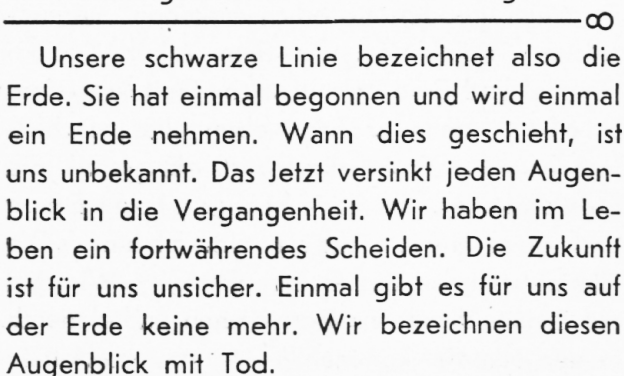 ∞
Unsere schwarze Linie bezeichnet also die
Erde. Sie hat einmal begonnen und wird einmal
ein Ende nehmen. Wann dies geschieht, ist
uns unbekannt. Das Jetzt versinkt jeden Augen-
blick in die Vergangenheit. Wir haben im Le-
ben ein fortwährendes Scheiden. Die Zukunft
ist für uns unsicher. Einmal gibt es für uns auf
der Erde keine mehr. Wir bezeichnen diesen
Augenblick mit Tod.